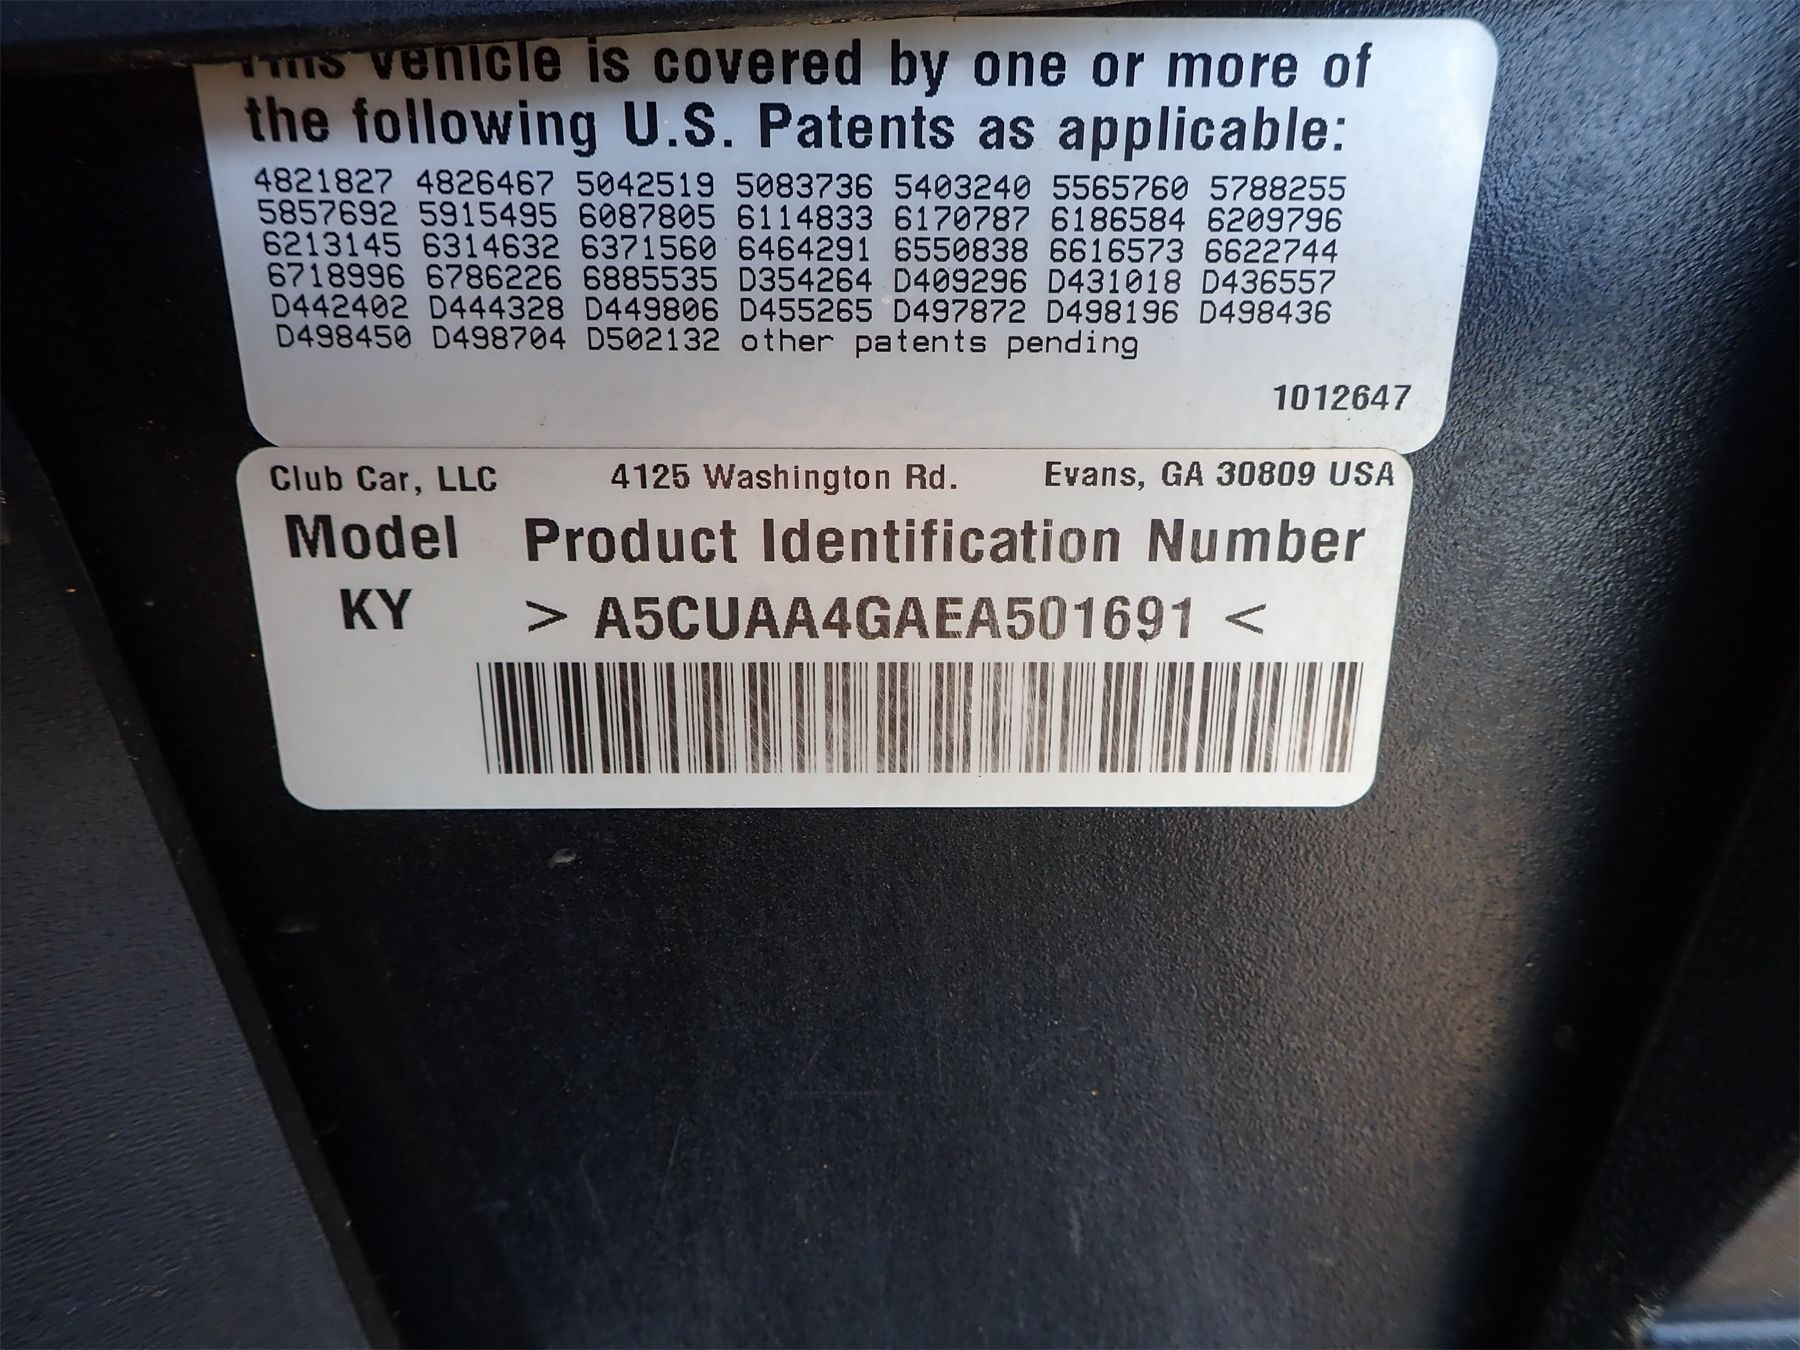 This vehicle is covered by one or more of
the following U.S. Patents as applicable:
4821827 4826467 5042519 5083736 5403240 5565760 5788255
5857692 5915495 6087805 6114833 6170787 6186584 6209796
6213145 6314632 6371560 6464291 6550838 6616573 6622744
6718996 6786226 6885535 D354264 D409296 D431018 D436557
D442402 D444328 D449806 D455265 D497872 D498196 D498436
D498450 D498704 D502132 other patents pending
1012647
Club Car, LLC 4125 Washington Rd. Evans, GA 30809 USA
Model Product Identification Number
KY > A5CUAA4GAEA501691 <